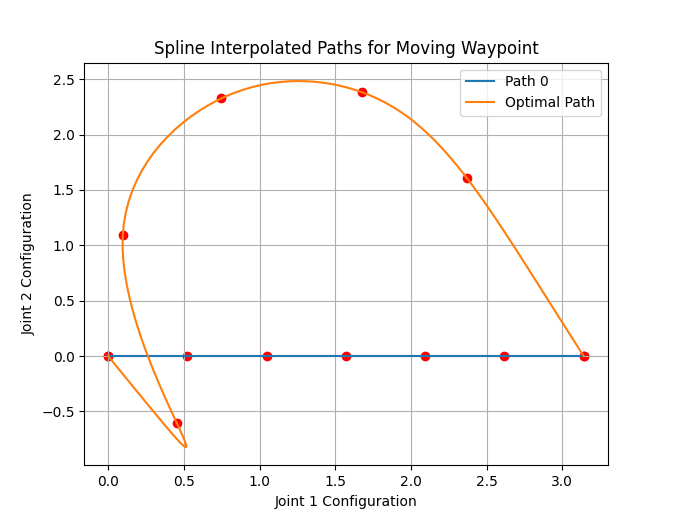 Spline Interpolated Paths for Moving Waypoint
Path 0
Optimal Path
2.5
2.0
1.5
1.0
0.5
0.0
−0.5
Joint 2 Configuration
0.0 0.5 1.0 1.5 2.0 2.5 3.0
Joint 1 Configuration